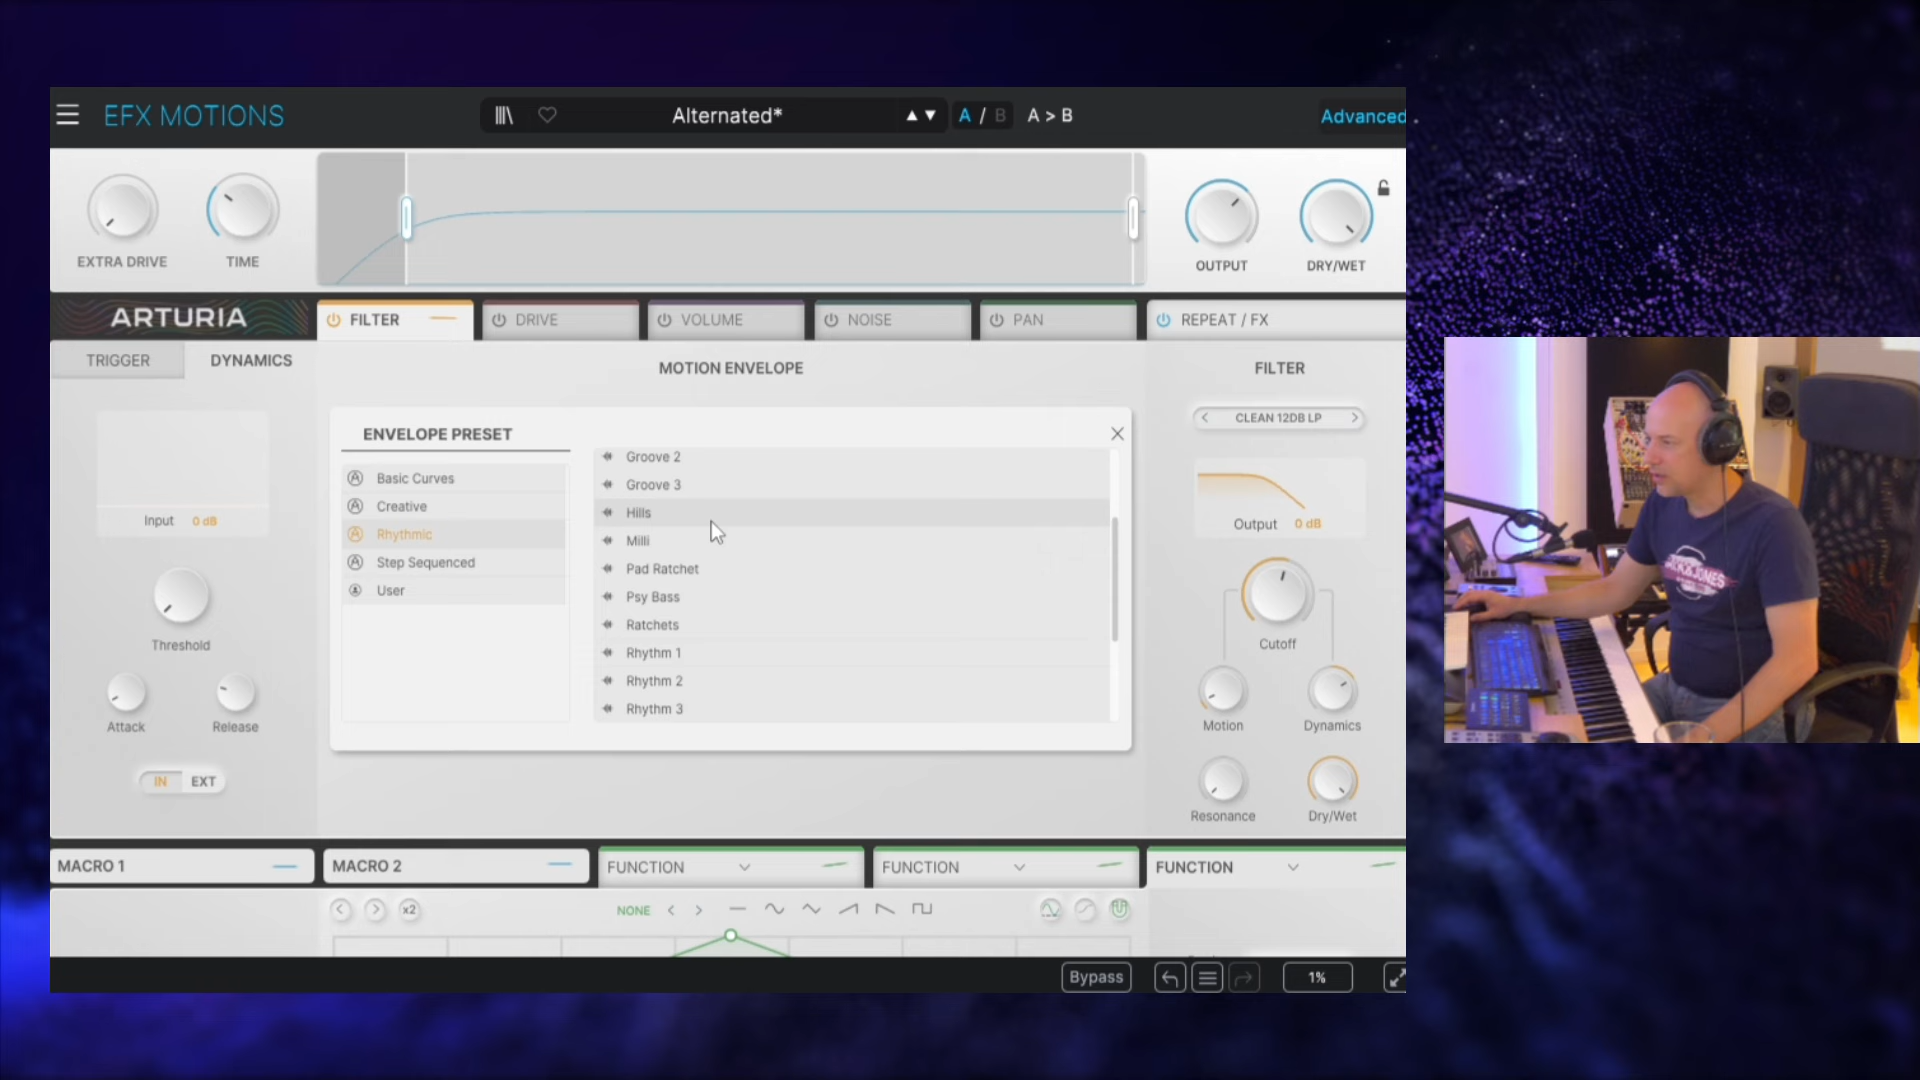 EFX MOTIONS
Alternated*
A / B
A > B
Advanced
EXTRA DRIVE
TIME
OUTPUT
DRY/WET
ARTURIA
FILTER
DRIVE
VOLUME
NOISE
PAN
REPEAT / FX
TRIGGER
DYNAMICS
MOTION ENVELOPE
FILTER
Input 0 dB
Threshold
Attack
Release
IN
EXT
ENVELOPE PRESET
Basic Curves
Creative
Rhythmic
Step Sequenced
User
Groove 2
Groove 3
Hills
Milli
Pad Ratchet
Psy Bass
Ratchets
Rhythm 1
Rhythm 2
Rhythm 3
CLEAN 12DB LP
Output 0 dB
Cutoff
Motion
Dynamics
Resonance
Dry/Wet
MACRO 1
MACRO 2
FUNCTION
FUNCTION
FUNCTION
x2
NONE
Bypass
1%